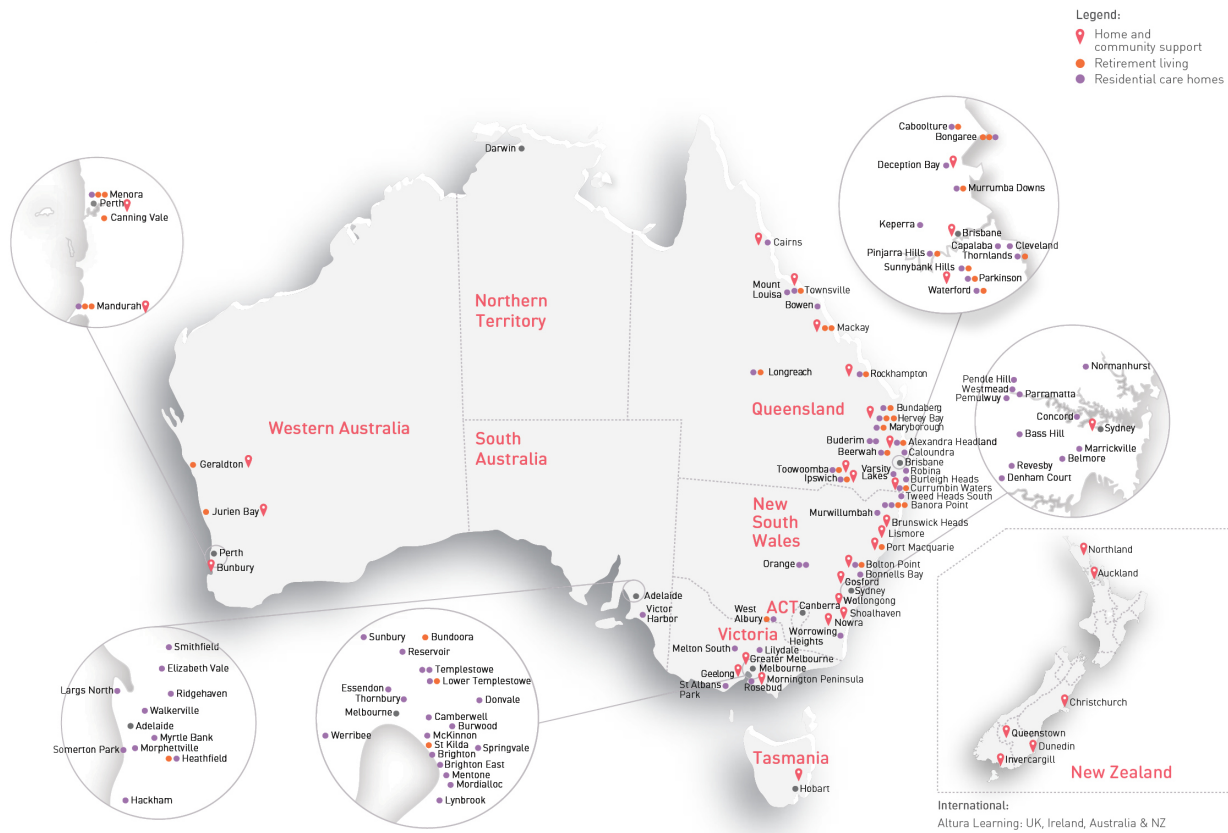 Legend:
Home and
community support
Retirement living
Residential care homes
Caboolture
Bongaree
Deception Bay
Murrumba Downs
Keperra
Brisbane
Capalaba
Cleveland
Pinjarra Hills
Thornlands
Sunnybank Hills
Parkinson
Waterford
Darwin
Menora
Perth
Canning Vale
Mandurah
Cairns
Mount
Louisa
Townsville
Bowen
Mackay
Longreach
Rockhampton
Northern
Territory
Queensland
Western Australia
South
Australia
Bundaberg
Hervey Bay
Maryborough
Buderim
Alexandra Headland
Beerwah
Caloundra
Brisbane
Toowoomba
Varsity
Lakes
Robina
Ipswich
Burleigh Heads
Currumbin Waters
Tweed Heads South
Banora Point
Murwillumbah
Normanhurst
Pendle Hill
Westmead
Parramatta
Pemulwuy
Concord
Sydney
Bass Hill
Marrickville
Belmore
Revesby
Denham Court
Geraldton
Jurien Bay
Perth
Bunbury
New
South
Wales
Brunswick Heads
Lismore
Port Macquarie
Orange
Bolton Point
Bonnells Bay
Gosford
Sydney
Wollongong
Shoalhaven
Nowra
ACT
Canberra
West
Albury
Worrowing
Heights
Adelaide
Victor
Harbor
Victoria
Melton South
Lilydale
Greater Melbourne
Melbourne
Geelong
Mornington Peninsula
St Albans
Park
Rosebud
Tasmania
Hobart
Smithfield
Elizabeth Vale
Largs North
Ridgehaven
Walkerville
Adelaide
Myrtle Bank
Somerton Park
Morphettville
Heathfield
Hackham
Sunbury
Bundoora
Reservoir
Templestowe
Lower Templestowe
Essendon
Thornbury
Donvale
Melbourne
Camberwell
Burwood
Werribee
McKinnon
St Kilda
Springvale
Brighton
Brighton East
Mentone
Mordialloc
Lynbrook
Northland
Auckland
Christchurch
Queenstown
Dunedin
Invercargill
New Zealand
International:
Altura Learning: UK, Ireland, Australia & NZ